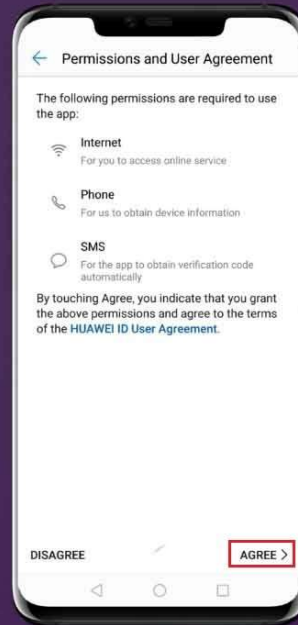 Permissions and User Agreement
The following permissions are required to use
the app:
Internet
For you to access online service
Phone
For us to obtain device information
SMS
For the app to obtain verification code
automatically
By touching Agree, you indicate that you grant
the above permissions and agree to the terms
of the HUAWEI ID User Agreement.
DISAGREE
AGREE >